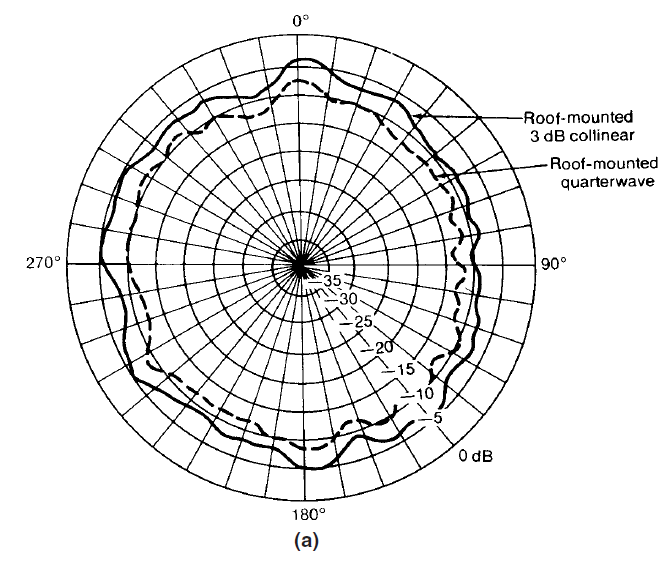 0°
Roof-mounted
3 dB collinear
Roof-mounted
quarterwave
270°
90°
—35
—30
—25
—20
—15
—10
—5
0 dB
180°
(a)